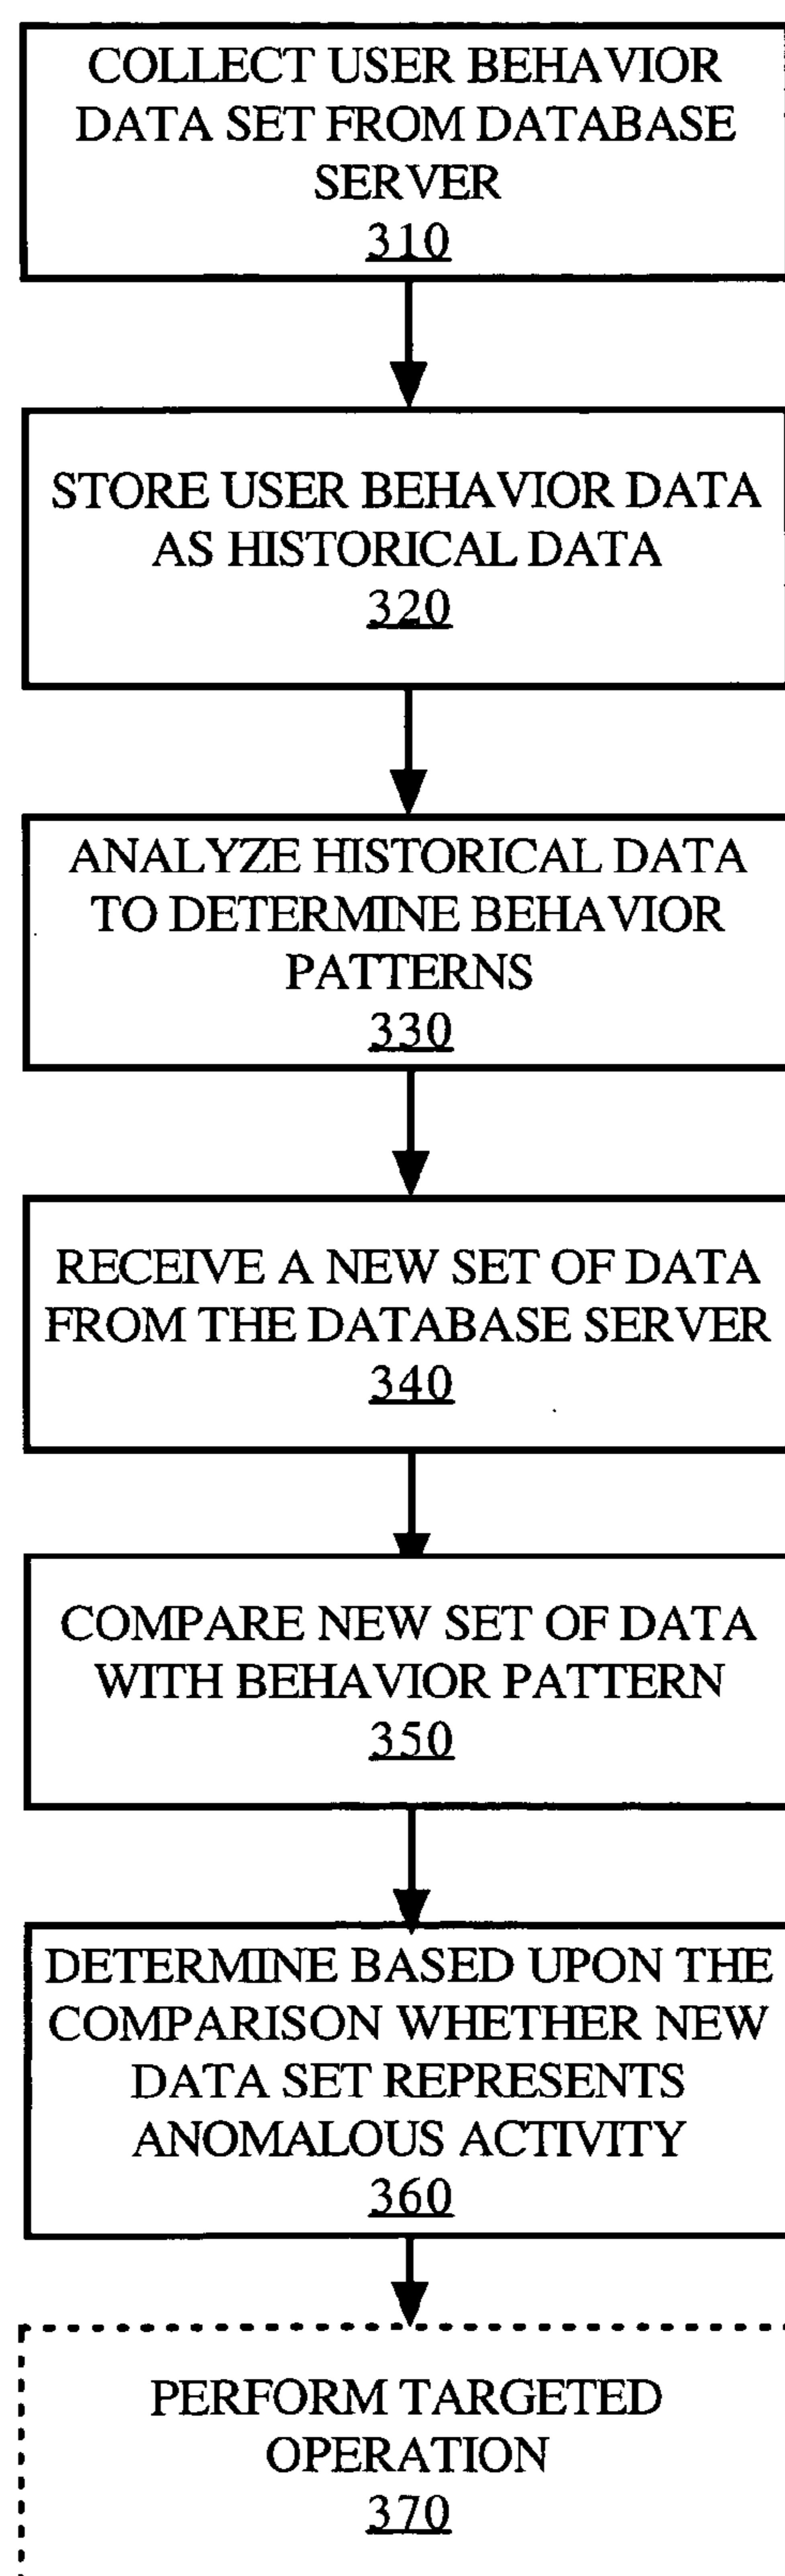 COLLECT USER BEHAVIOR
DATA SET FROM DATABASE
SERVER
310
STORE USER BEHAVIOR DATA
AS HISTORICAL DATA
320
ANALYZE HISTORICAL DATA
TO DETERMINE BEHAVIOR
PATTERNS
330
RECEIVE A NEW SET OF DATA
FROM THE DATABASE SERVER
340
COMPARE NEW SET OF DATA
WITH BEHAVIOR PATTERN
350
DETERMINE BASED UPON THE
COMPARISON WHETHER NEW
DATA SET REPRESENTS
ANOMALOUS ACTIVITY
360
PERFORM TARGETED
OPERATION
370